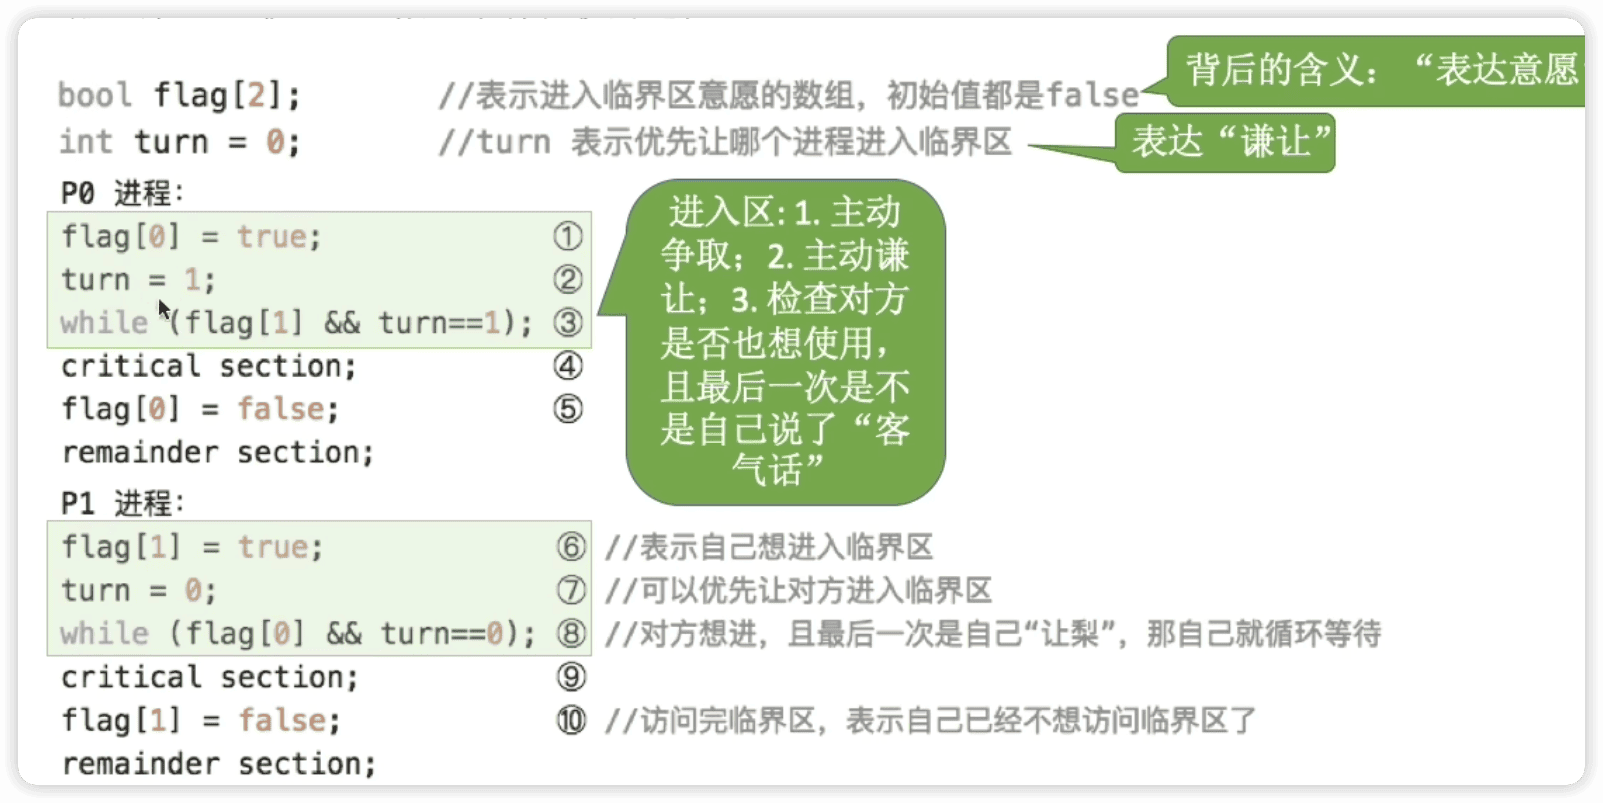 bool flag[2]; //表示进入临界区意愿的数组，初始值都是false
背后的含义：“表达意愿
int turn = 0; //turn 表示优先让哪个进程进入临界区
表达“谦让”
P0 进程：
flag[0] = true; ①
turn = 1; ②
while (flag[1] && turn==1); ③
critical section; ④
flag[0] = false; ⑤
remainder section;
进入区：1. 主动
争取；2. 主动谦
让；3. 检查对方
是否也想使用，
且最后一次是不
是自己说了“客
气话”
P1 进程：
flag[1] = true; ⑥ //表示自己想进入临界区
turn = 0; ⑦ //可以优先让对方进入临界区
while (flag[0] && turn==0); ⑧ //对方想进，且最后一次是自己“让梨”，那自己就循环等待
critical section; ⑨
flag[1] = false; ⑩ //访问完临界区，表示自己已经不想访问临界区了
remainder section;